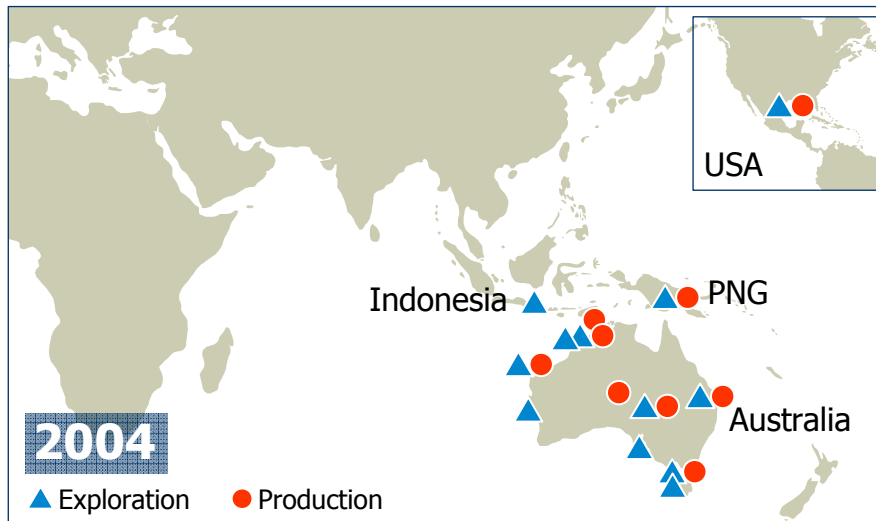 USA
Indonesia
PNG
Australia
2004
Exploration
Production